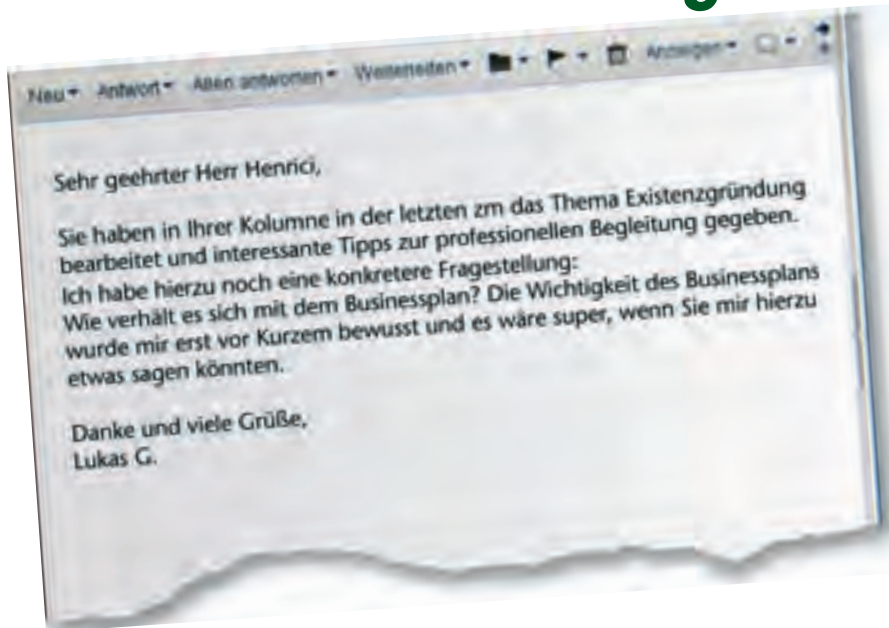 Neu Antwort Allen antworten Weiterleiten Anzeigen
Sehr geehrter Herr Henrici,
Sie haben in Ihrer Kolumne in der letzten zm das Thema Existenzgründung
bearbeitet und interessante Tipps zur professionellen Begleitung gegeben.
Ich habe hierzu noch eine konkretere Fragestellung:
Wie verhält es sich mit dem Businessplan? Die Wichtigkeit des Businessplans
wurde mir erst vor Kurzem bewusst und es wäre super, wenn Sie mir hierzu
etwas sagen könnten.
Danke und viele Grüße,
Lukas G.